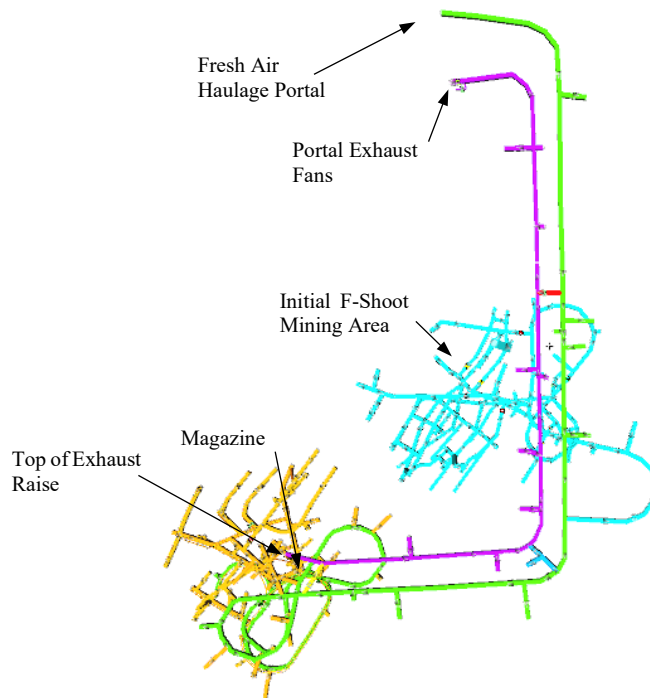 Fresh Air
Haulage Portal
Portal Exhaust
Fans
Initial F-Shoot
Mining Area
Magazine
Top of Exhaust
Raise